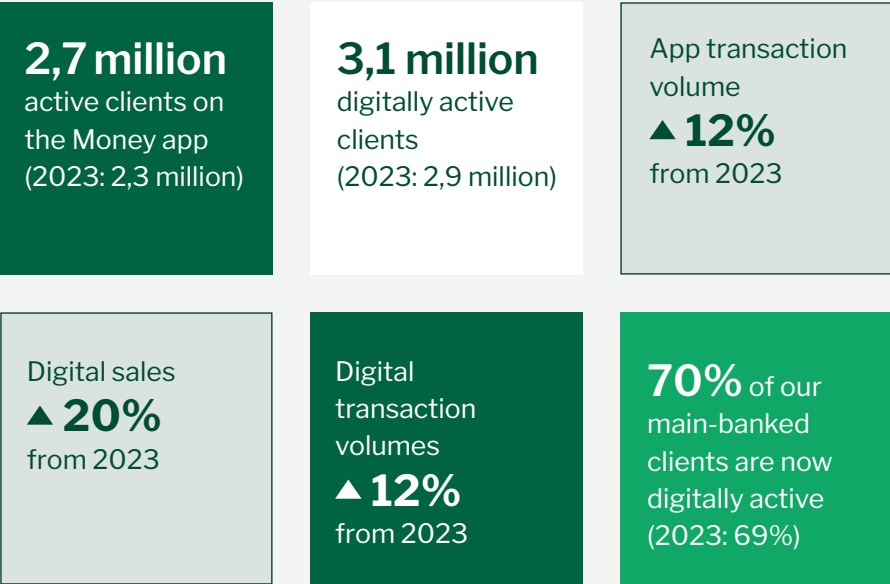 2,7 million
active clients on
the Money app
(2023: 2,3 million)
3,1 million
digitally active
clients
(2023: 2,9 million)
App transaction
volume
▲ 12%
from 2023
Digital sales
▲ 20%
from 2023
Digital
transaction
volumes
▲ 12%
from 2023
70% of our
main-banked
clients are now
digitally active
(2023: 69%)